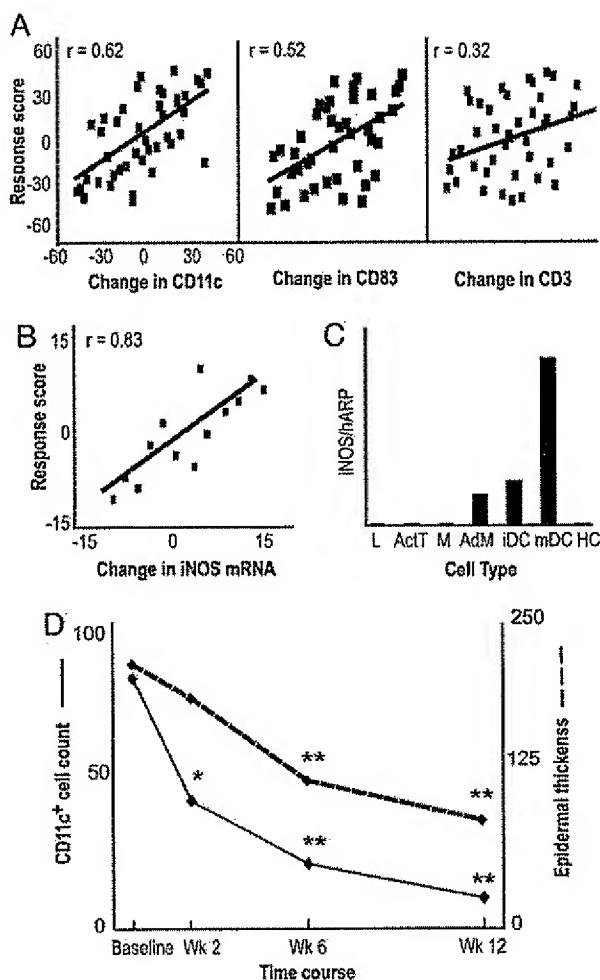 A
r = 0.62
r = 0.52
r = 0.32
Response score
60
30
0
-30
-60
-60 -30 0 30 60
Change in CD11c
Change in CD83
Change in CD3
B
r = 0.83
Response score
15
0
-15
-15 0 15
Change in iNOS mRNA
C
iNOS/hARP
L ActT M AdM iDC mDC HC
Cell Type
D
CD11c+ cell count
100
50
0
*
**
**
**
**
250
125
0
Epidermal thickenss
Baseline Wk 2 Wk 6 Wk 12
Time course